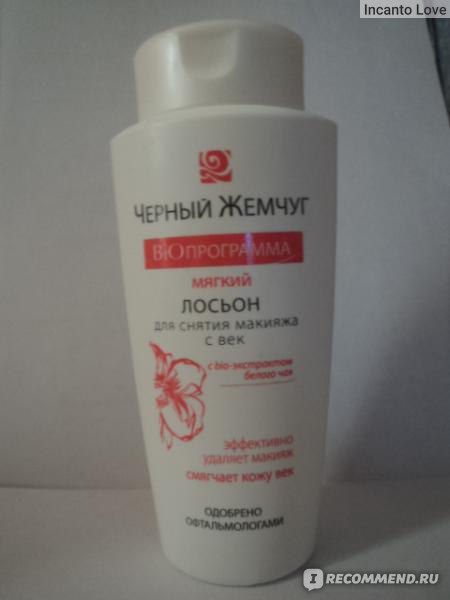 Incanto Love
ЧЕРНЫЙ ЖЕМЧУГ
BIOПРОГРАММА
МЯГКИЙ
ЛОСЬОН
ДЛЯ СНЯТИЯ МАКИЯЖА
С ВЕК
с bio-экстрактом
белого чая
эффективно
удаляет макияж
смягчает кожу век
ОДОБРЕНО
ОФТАЛЬМОЛОГАМИ
I RECOMMEND.RU